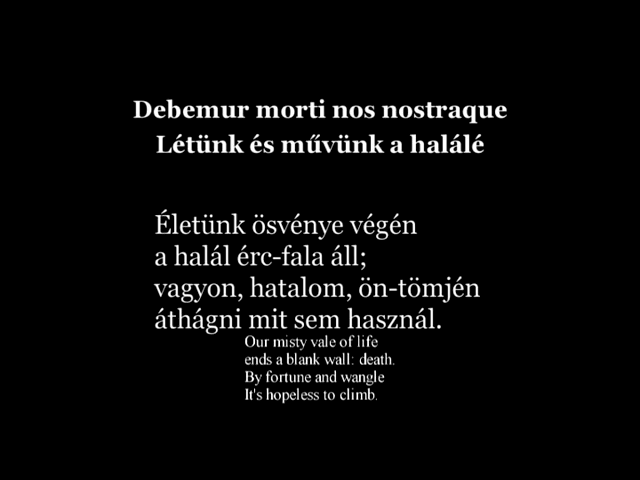 Debemur morti nos nostraque
Létünk és művünk a halálé
Életünk ösvénye végén
a halál érc-fala áll;
vagyon, hatalom, ön-tömjén
áthágni mit sem használ.
Our misty vale of life
ends a blank wall: death.
By fortune and wangle
It's hopeless to climb.